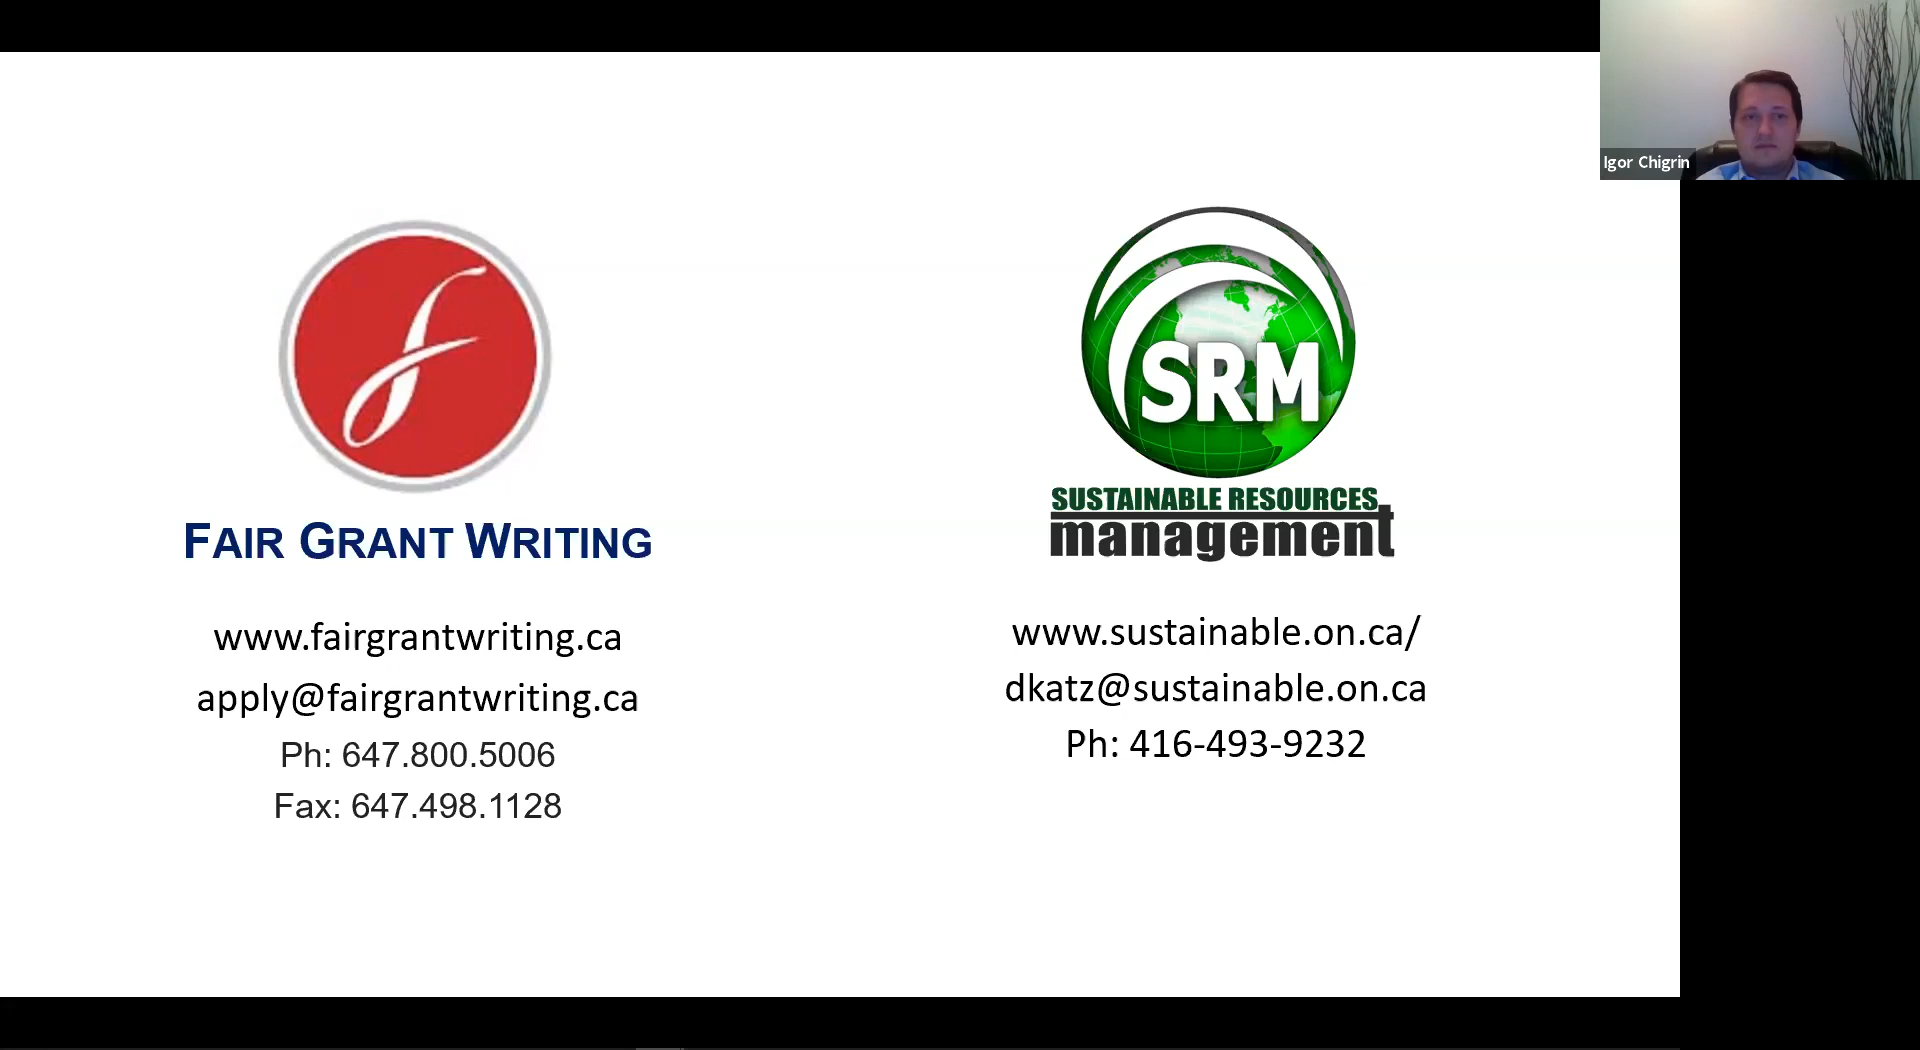 Igor Chigrin
f
FAIR GRANT WRITING
www.fairgrantwriting.ca
apply@fairgrantwriting.ca
Ph: 647.800.5006
Fax: 647.498.1128
SRM
SUSTAINABLE RESOURCES
management
www.sustainable.on.ca/
dkatz@sustainable.on.ca
Ph: 416-493-9232